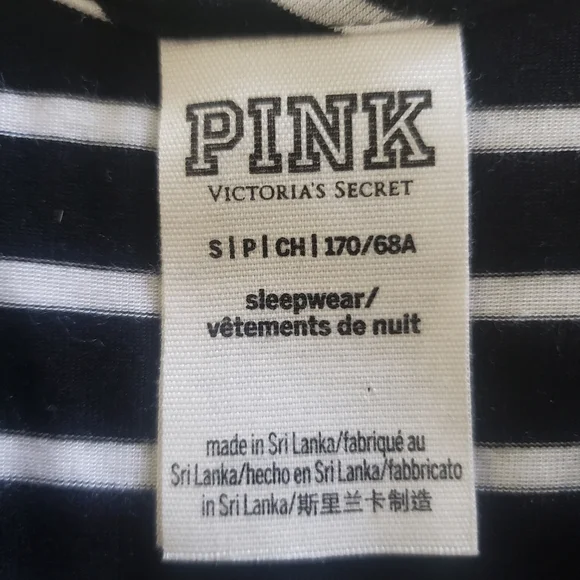 PINK
VICTORIA'S SECRET
S|P|CH|170/68A
sleepwear/
vêtements de nuit
made in Sri Lanka/fabriqué au
Sri Lanka/hecho en Sri Lanka/fabbricato
in Sri Lanka/斯里兰卡制造